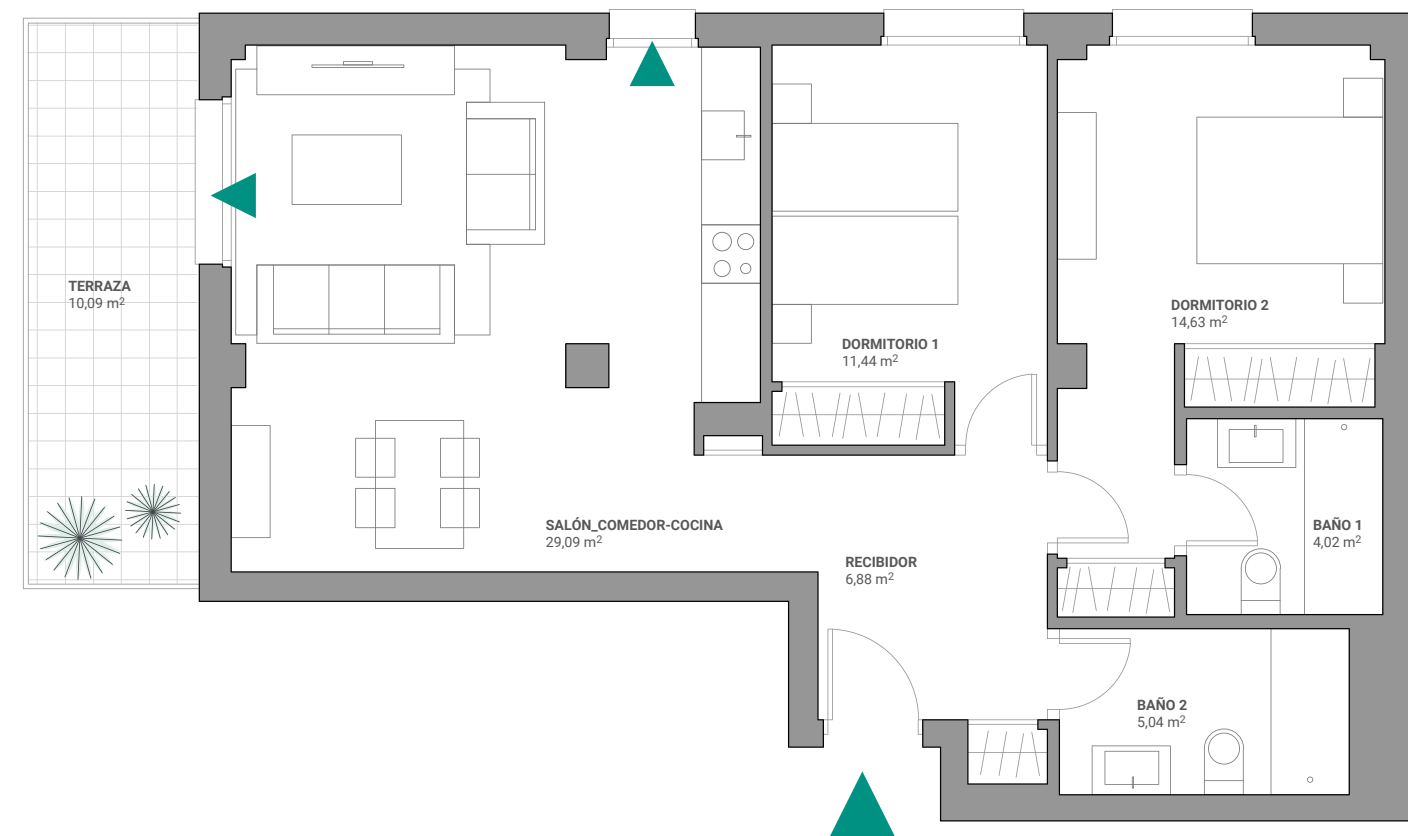 TERRAZA
10,09 m²
DORMITORIO 1
11,44 m²
DORMITORIO 2
14,63 m²
SALÓN_COMEDOR-COCINA
29,09 m²
RECIBIDOR
6,88 m²
BAÑO 1
4,02 m²
BAÑO 2
5,04 m²